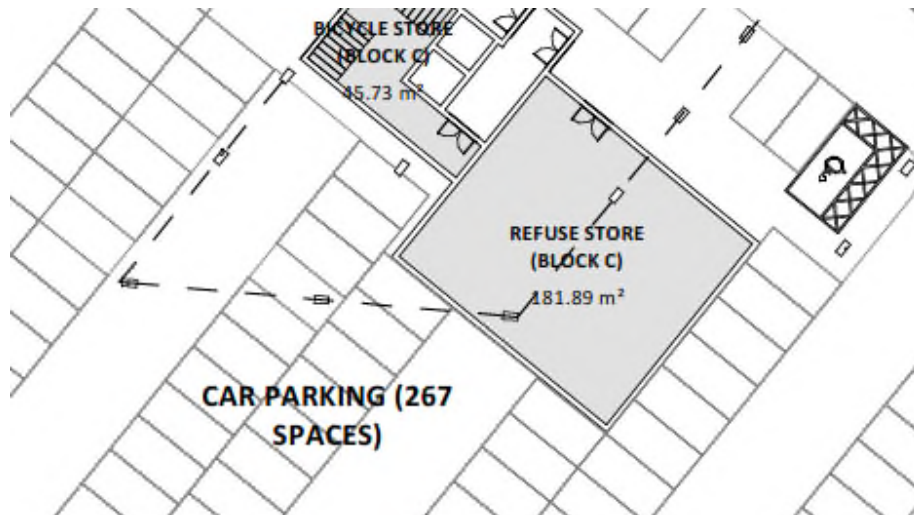 BICYCLE STORE
(BLOCK C)
45.73 m²
REFUSE STORE
(BLOCK C)
181.89 m²
CAR PARKING (267
SPACES)